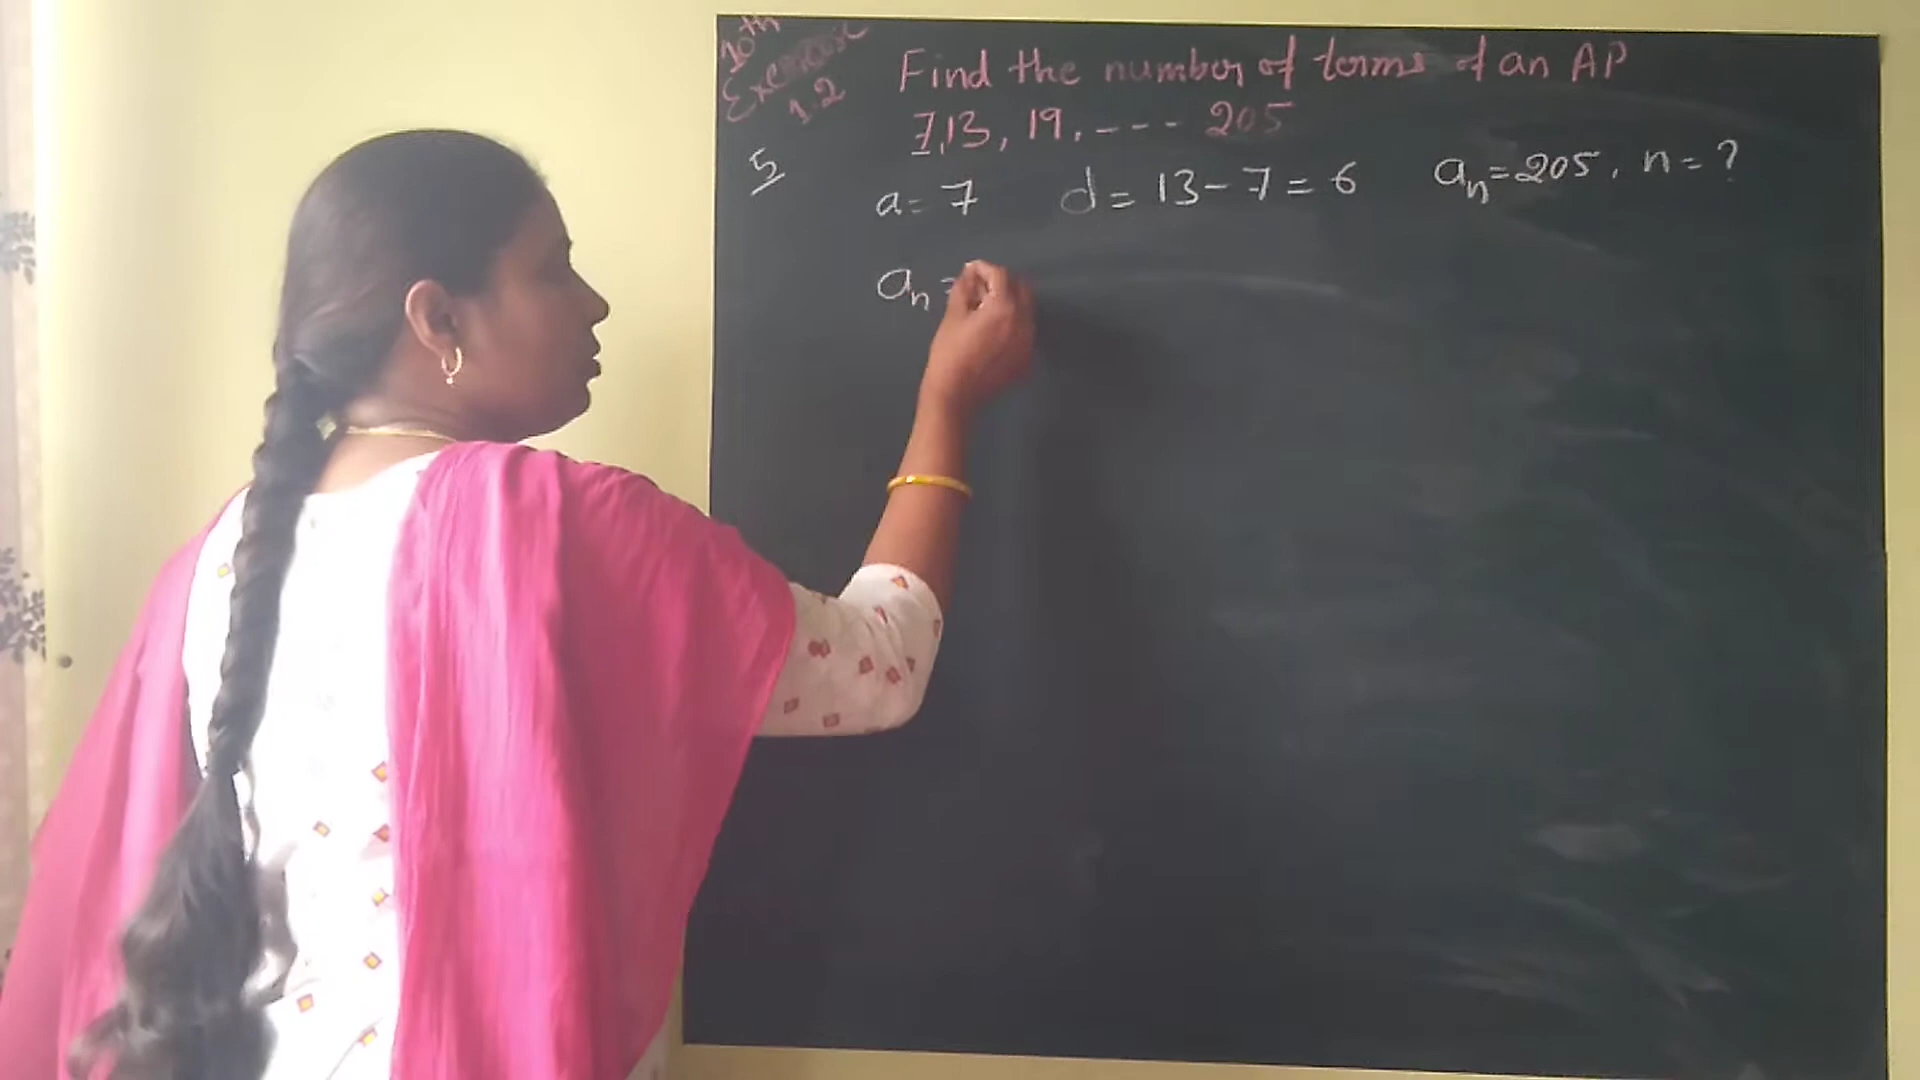 10th
Exercise
1.2
Find the number of terms of an AP
7, 13, 19, --- 205
5
a = 7 d = 13 - 7 = 6 an = 205, n = ?
an =